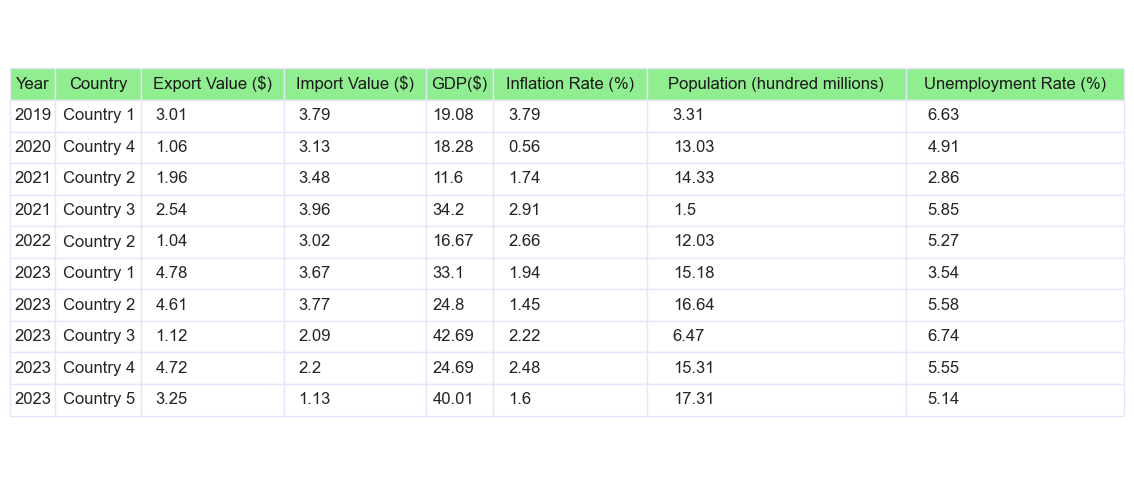 Year Country Export Value ($) Import Value ($) GDP($) Inflation Rate (%) Population (hundred millions) Unemployment Rate (%)
2019 Country 1 3.01 3.79 19.08 3.79 3.31 6.63
2020 Country 4 1.06 3.13 18.28 0.56 13.03 4.91
2021 Country 2 1.96 3.48 11.6 1.74 14.33 2.86
2021 Country 3 2.54 3.96 34.2 2.91 1.5 5.85
2022 Country 2 1.04 3.02 16.67 2.66 12.03 5.27
2023 Country 1 4.78 3.67 33.1 1.94 15.18 3.54
2023 Country 2 4.61 3.77 24.8 1.45 16.64 5.58
2023 Country 3 1.12 2.09 42.69 2.22 6.47 6.74
2023 Country 4 4.72 2.2 24.69 2.48 15.31 5.55
2023 Country 5 3.25 1.13 40.01 1.6 17.31 5.14